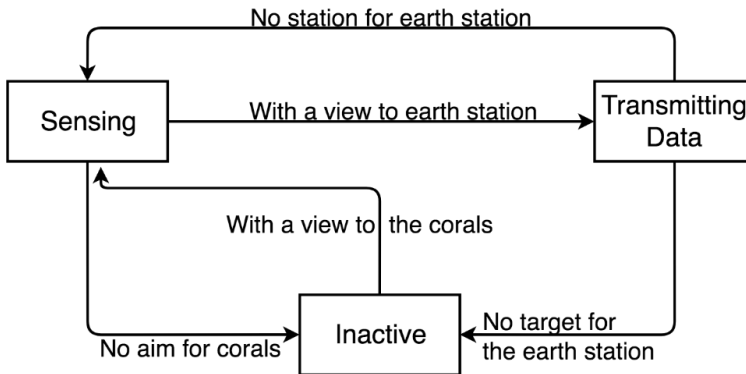 No station for earth station
Sensing
With a view to earth station
Transmitting
Data
With a view to the corals
Inactive
No aim for corals
No target for
the earth station